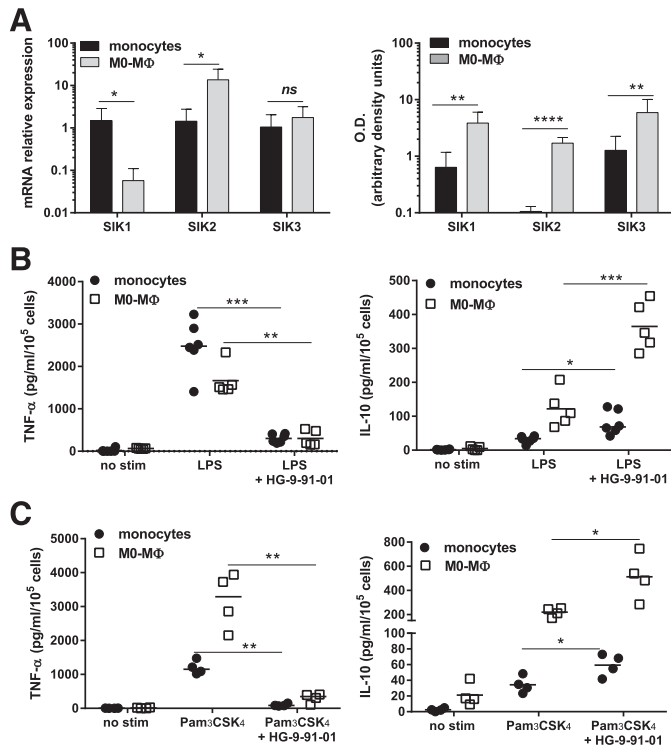 A
mRNA relative expression
100
10
1
0.1
0.01
monocytes
M0-MΦ
*
*
ns
SIK1
SIK2
SIK3
O.D.
(arbitrary density units)
100
10
1
0.1
monocytes
M0-MΦ
**
****
**
SIK1
SIK2
SIK3
B
TNF-α (pg/ml/10⁵ cells)
4000
3000
2000
1000
0
monocytes
M0-MΦ
***
**
no stim
LPS
LPS
+ HG-9-91-01
IL-10 (pg/ml/10⁵ cells)
500
400
300
200
100
0
monocytes
M0-MΦ
***
*
no stim
LPS
LPS
+ HG-9-91-01
C
TNF-α (pg/ml/10⁵ cells)
5000
4000
3000
2000
1000
0
monocytes
M0-MΦ
**
**
no stim
Pam₃CSK₄
Pam₃CSK₄
+ HG-9-91-01
IL-10 (pg/ml/10⁵ cells)
800
600
400
200
100
80
60
40
20
0
monocytes
M0-MΦ
*
*
no stim
Pam₃CSK₄
Pam₃CSK₄
+ HG-9-91-01